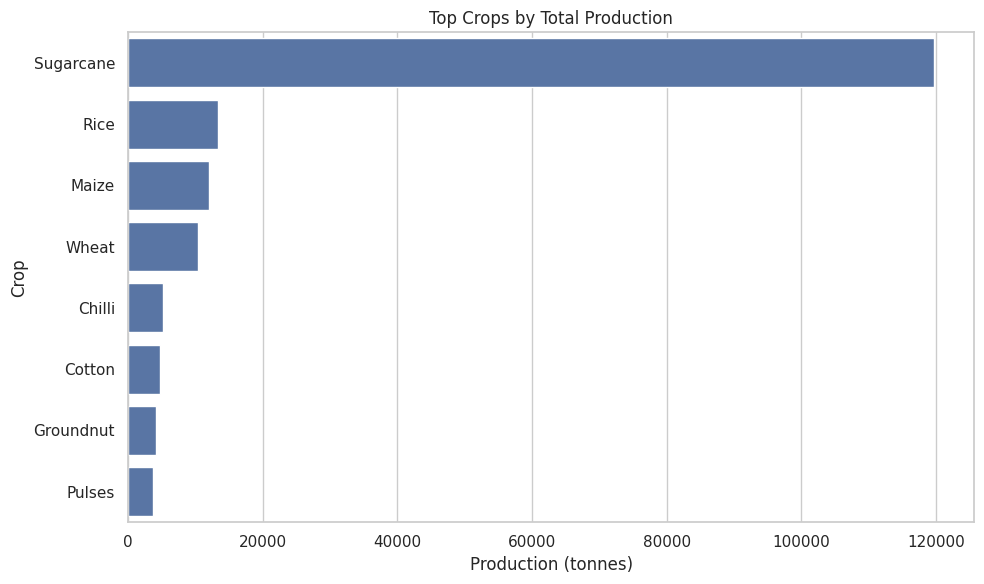 Top Crops by Total Production
Crop
Sugarcane
Rice
Maize
Wheat
Chilli
Cotton
Groundnut
Pulses
0 20000 40000 60000 80000 100000 120000
Production (tonnes)